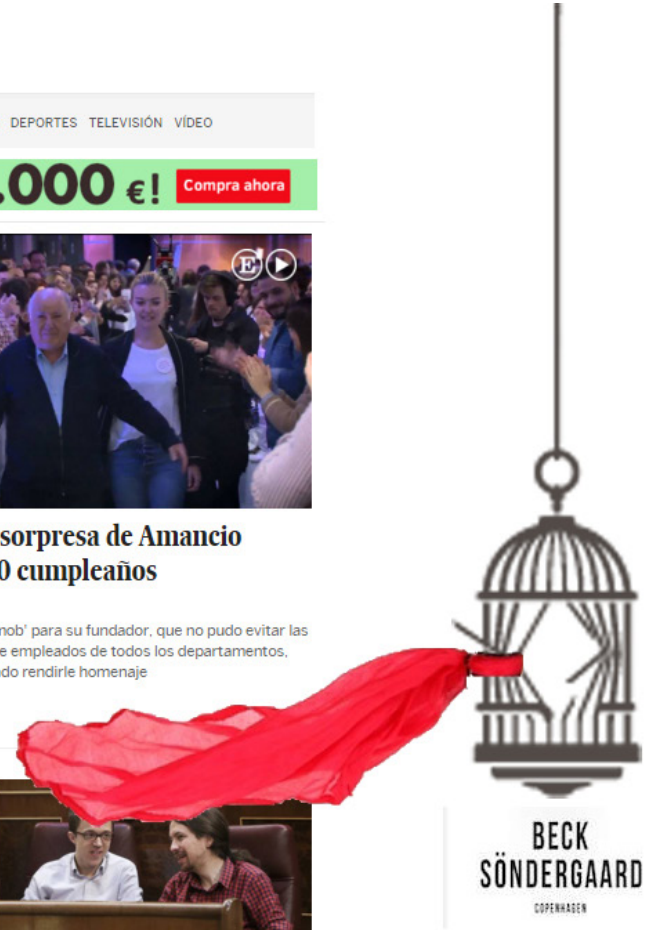 DEPORTES TELEVISIÓN VÍDEO
.000 €! Compra ahora
E
sorpresa de Amancio
0 cumpleaños
mob' para su fundador, que no pudo evitar las
e empleados de todos los departamentos,
do rendirle homenaje
BECK
SÖNDERGAARD
COPENHAGEN